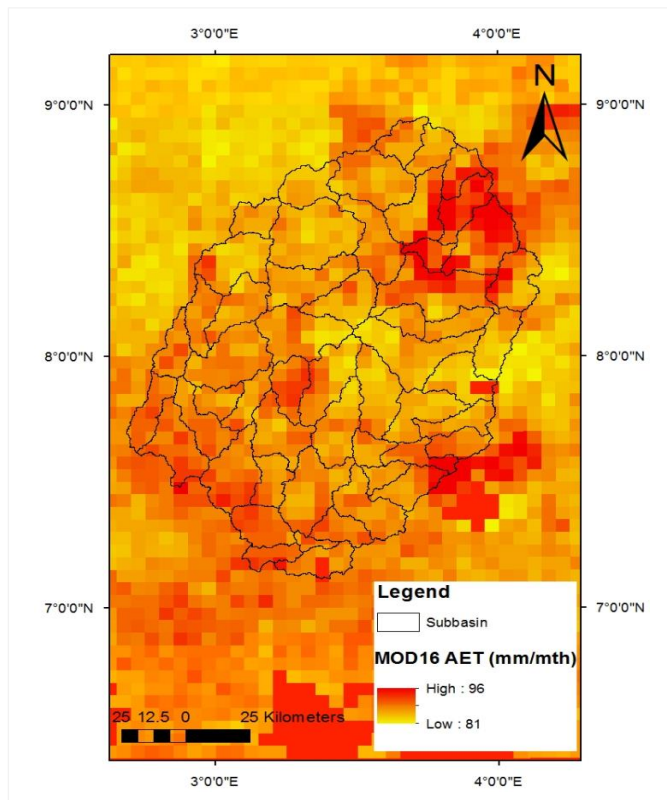 3°0'0"E 4°0'0"E
N
9°0'0"N 9°0'0"N
8°0'0"N 8°0'0"N
7°0'0"N 7°0'0"N
Legend
Subbasin
MOD16 AET (mm/mth)
High : 96
Low : 81
25 12.5 0 25 Kilometers
3°0'0"E 4°0'0"E